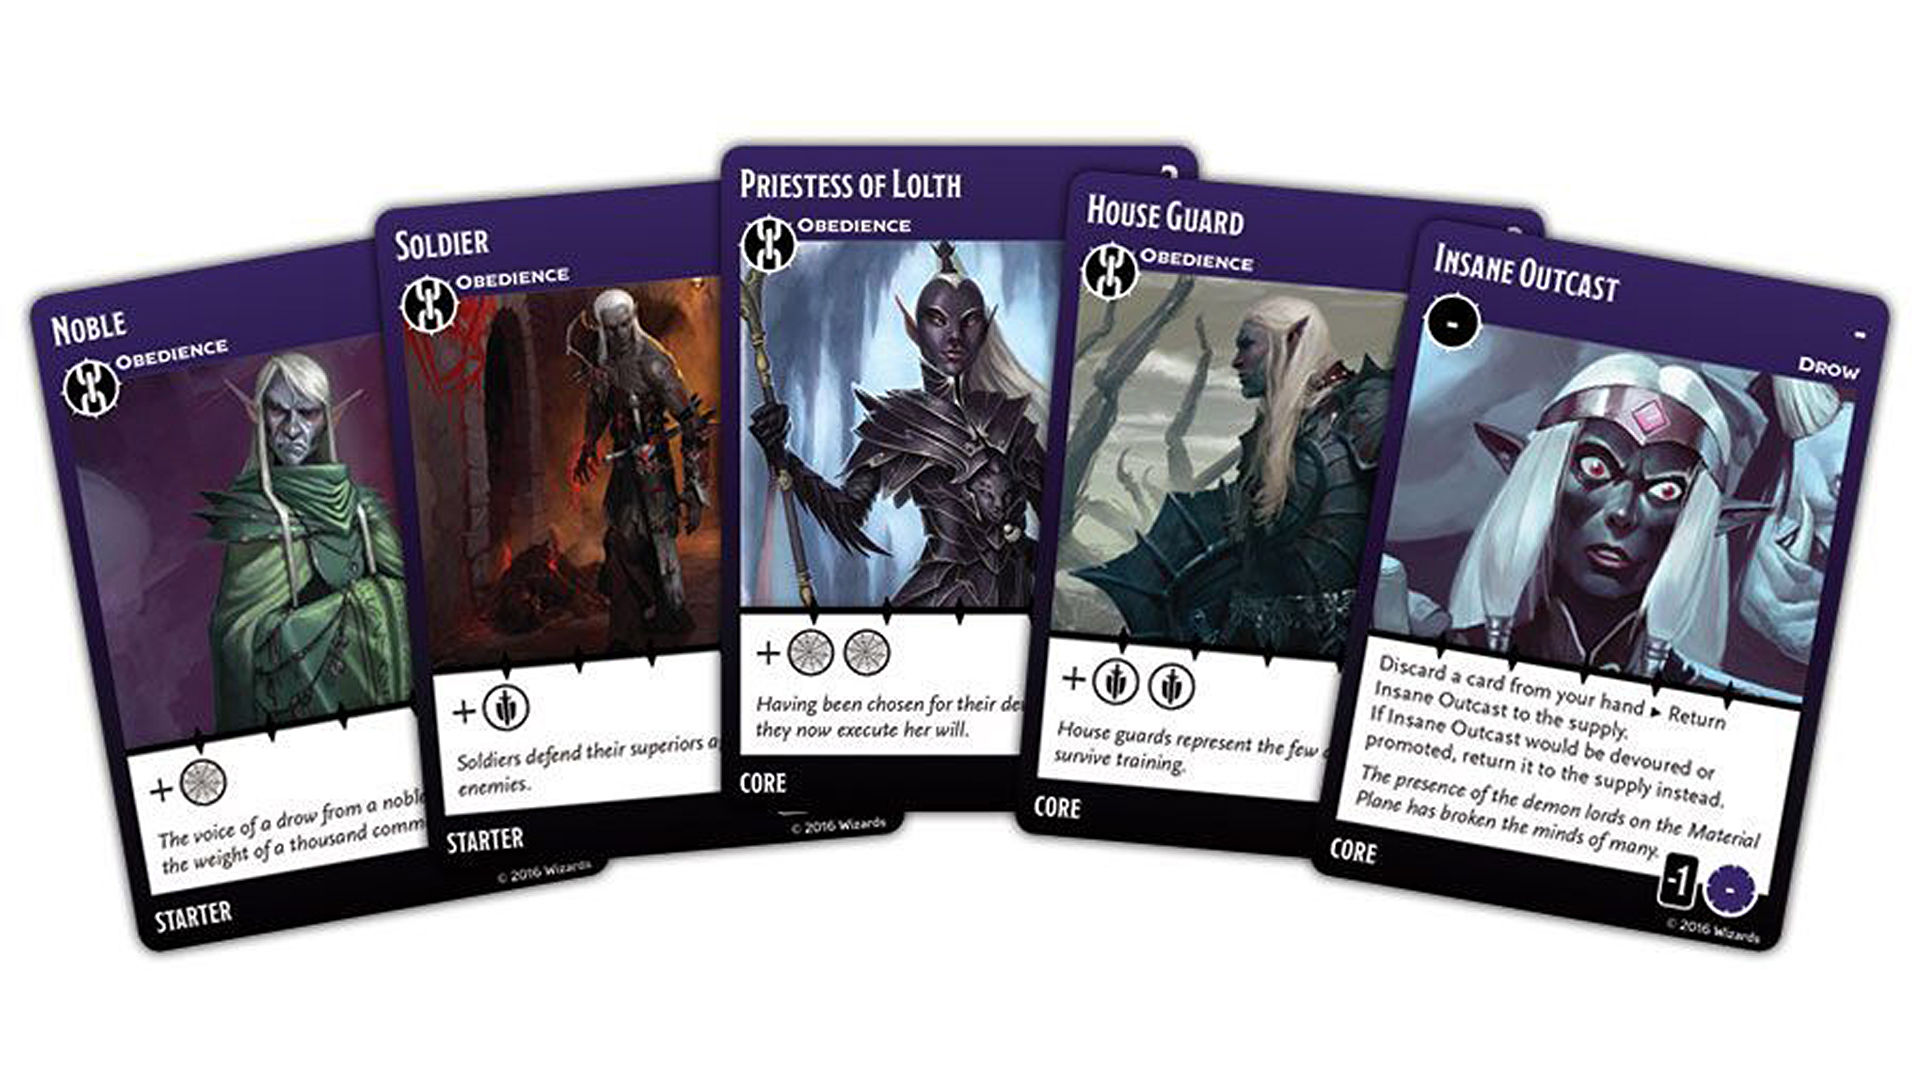 NOBLE
OBEDIENCE
+
The voice of a drow from a noble
the weight of a thousand
STARTER
© 2016 Wizards
SOLDIER
OBEDIENCE
+
Soldiers defend their superiors
enemies.
STARTER
© 2016 Wizards
PRIESTESS OF LOLTH
OBEDIENCE
+
Having been chosen for their
they now execute her will.
CORE
HOUSE GUARD
OBEDIENCE
+
House guards represent the few
survive training.
CORE
INSANE OUTCAST
-
-
DROW
Discard a card from your hand ▸ Return
Insane Outcast to the supply.
If Insane Outcast would be devoured or
promoted, return it to the supply instead.
The presence of the demon lords on the Material
Plane has broken the minds of many.
CORE
-1
-
© 2016 Wizards